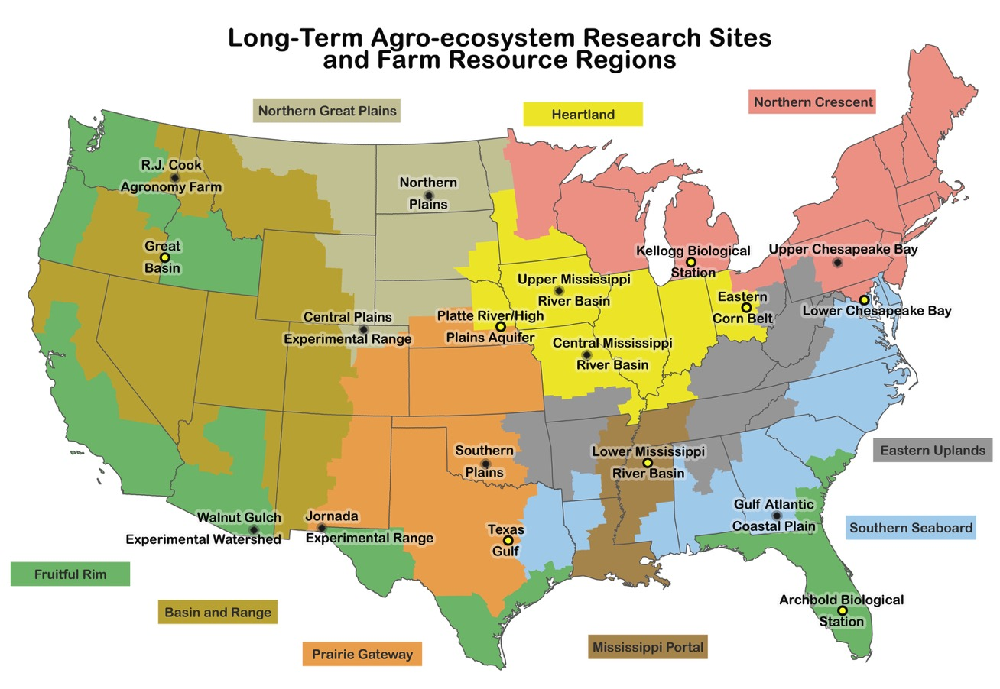 Long-Term Agro-ecosystem Research Sites
and Farm Resource Regions
Northern Great Plains
Heartland
Northern Crescent
R.J. Cook
Agronomy Farm
Northern
Plains
Great
Basin
Kellogg Biological
Station
Upper Chesapeake Bay
Upper Mississippi
River Basin
Eastern
Corn Belt
Lower Chesapeake Bay
Central Plains
Experimental Range
Platte River/High
Plains Aquifer
Central Mississippi
River Basin
Southern
Plains
Lower Mississippi
River Basin
Eastern Uplands
Gulf Atlantic
Coastal Plain
Southern Seaboard
Walnut Gulch
Experimental Watershed
Jornada
Experimental Range
Texas
Gulf
Fruitful Rim
Basin and Range
Archbold Biological
Station
Prairie Gateway
Mississippi Portal